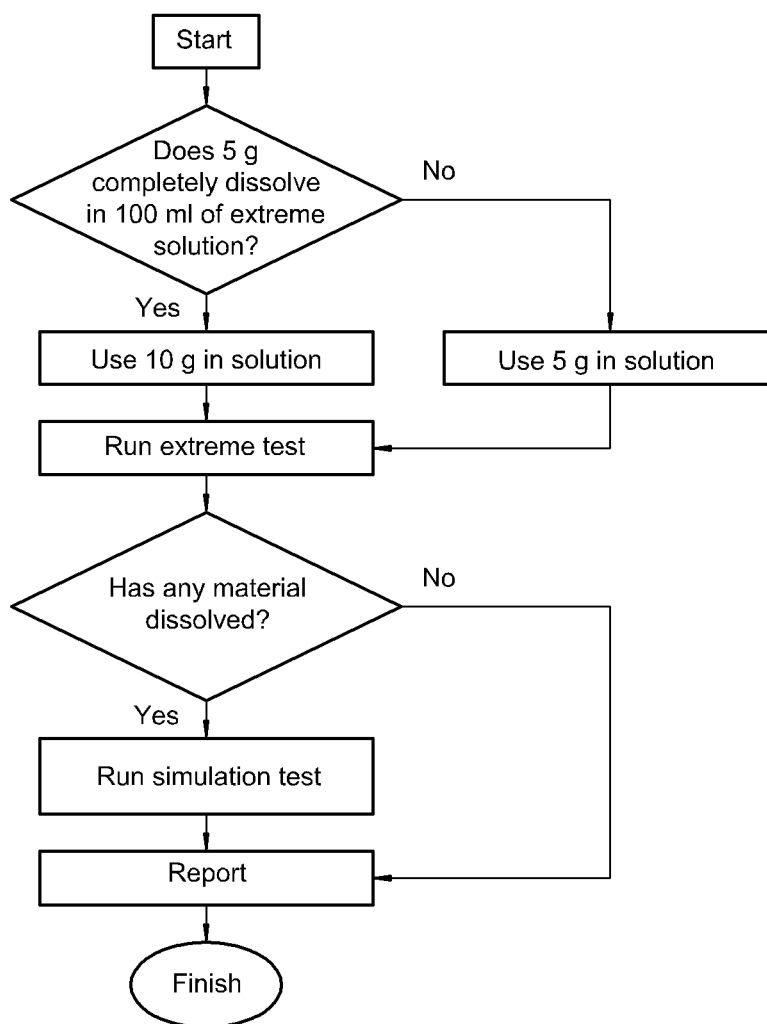 Start
Does 5 g
completely dissolve
in 100 ml of extreme
solution?
No
Yes
Use 10 g in solution
Use 5 g in solution
Run extreme test
Has any material
dissolved?
No
Yes
Run simulation test
Report
Finish